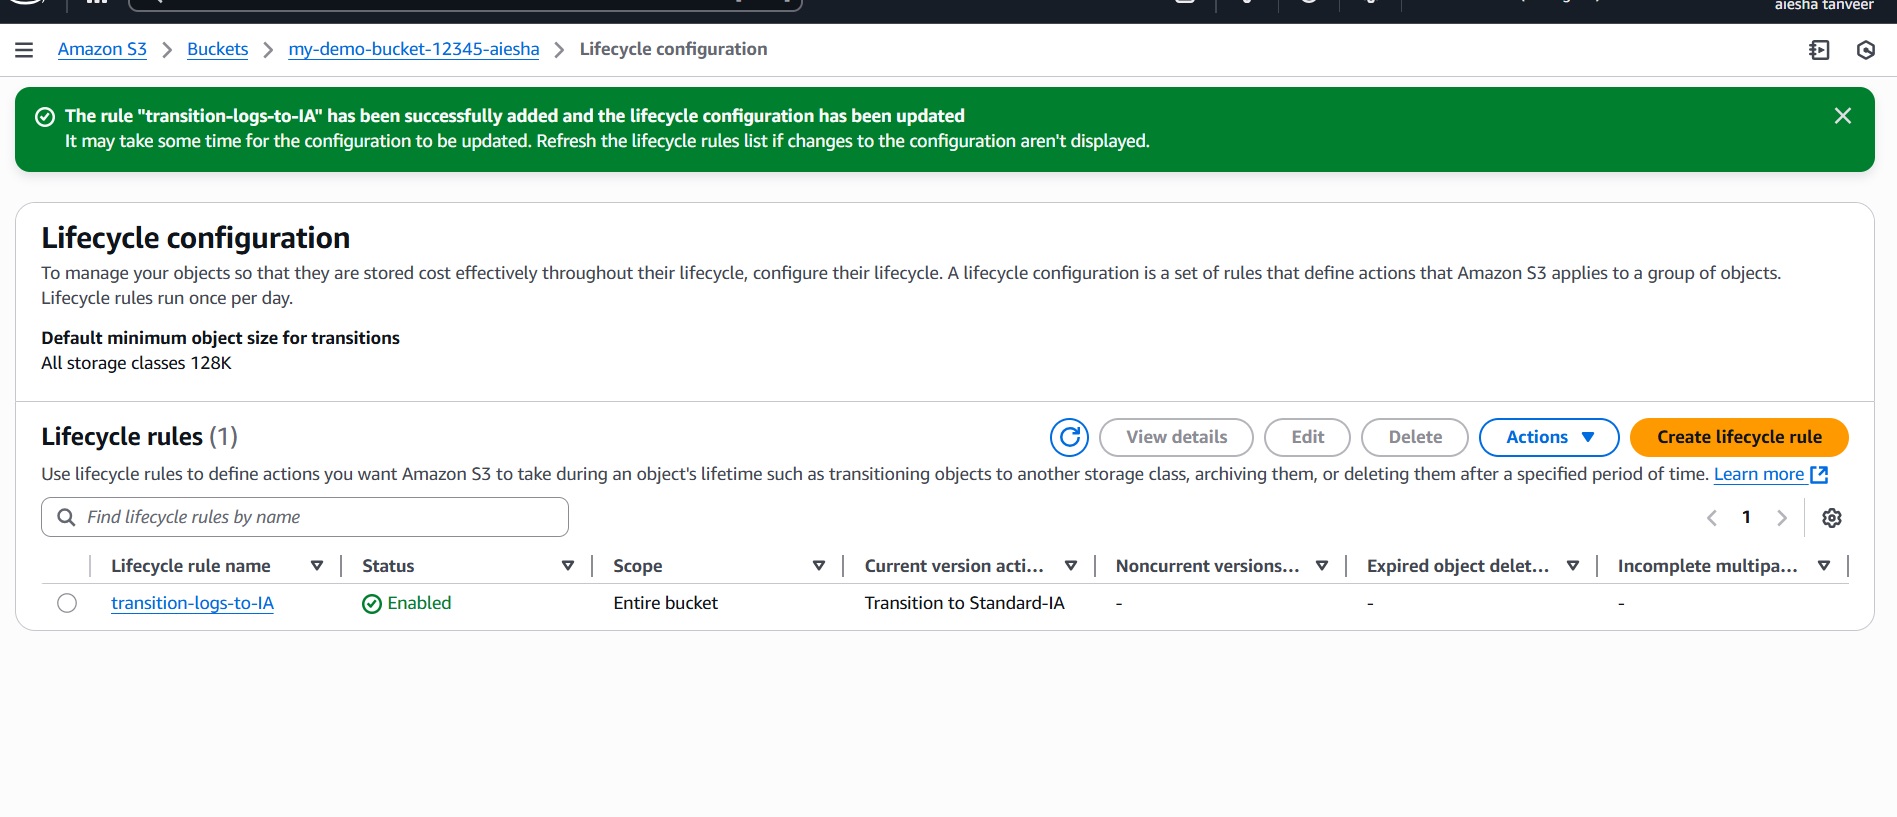 aiesha tanveer
Amazon S3 > Buckets > my-demo-bucket-12345-aiesha > Lifecycle configuration
The rule "transition-logs-to-IA" has been successfully added and the lifecycle configuration has been updated
It may take some time for the configuration to be updated. Refresh the lifecycle rules list if changes to the configuration aren't displayed.
Lifecycle configuration
To manage your objects so that they are stored cost effectively throughout their lifecycle, configure their lifecycle. A lifecycle configuration is a set of rules that define actions that Amazon S3 applies to a group of objects.
Lifecycle rules run once per day.
Default minimum object size for transitions
All storage classes 128K
Lifecycle rules (1) View details Edit Delete Actions Create lifecycle rule
Use lifecycle rules to define actions you want Amazon S3 to take during an object's lifetime such as transitioning objects to another storage class, archiving them, or deleting them after a specified period of time. Learn more
Find lifecycle rules by name 1
Lifecycle rule name Status Scope Current version acti... Noncurrent versions... Expired object delet... Incomplete multipa...
transition-logs-to-IA Enabled Entire bucket Transition to Standard-IA - - -